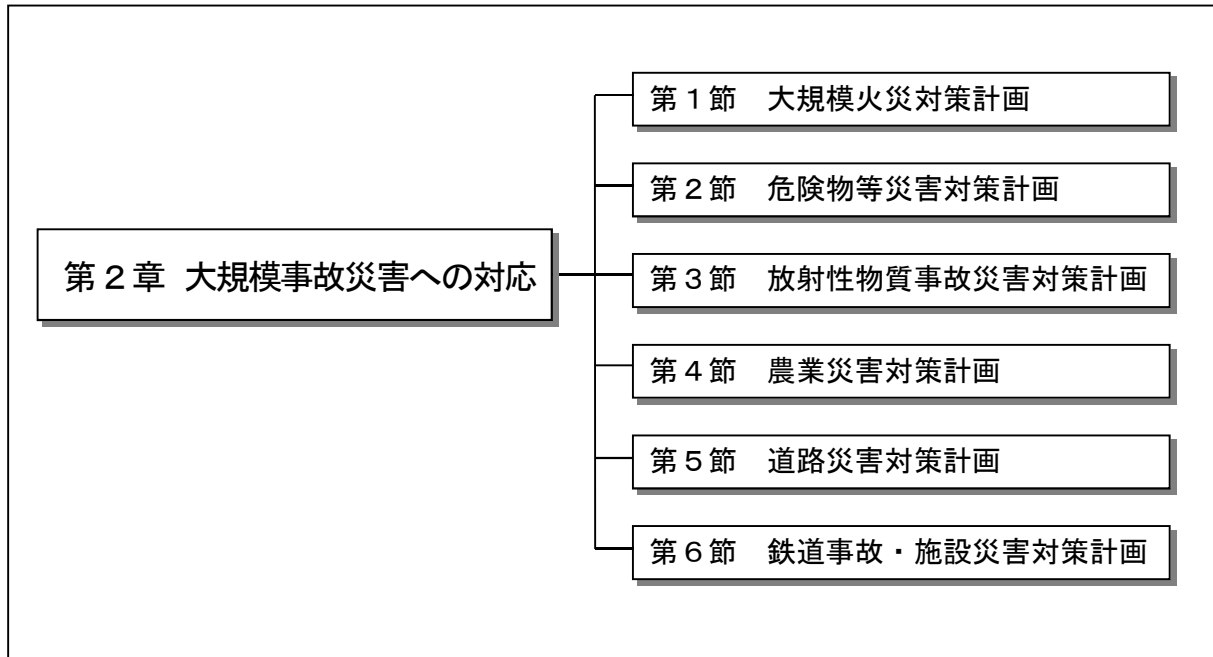 第２章 大規模事故災害への対応
第１節　大規模火災対策計画
第２節　危険物等災害対策計画
第３節　放射性物質事故災害対策計画
第４節　農業災害対策計画
第５節　道路災害対策計画
第６節　鉄道事故・施設災害対策計画